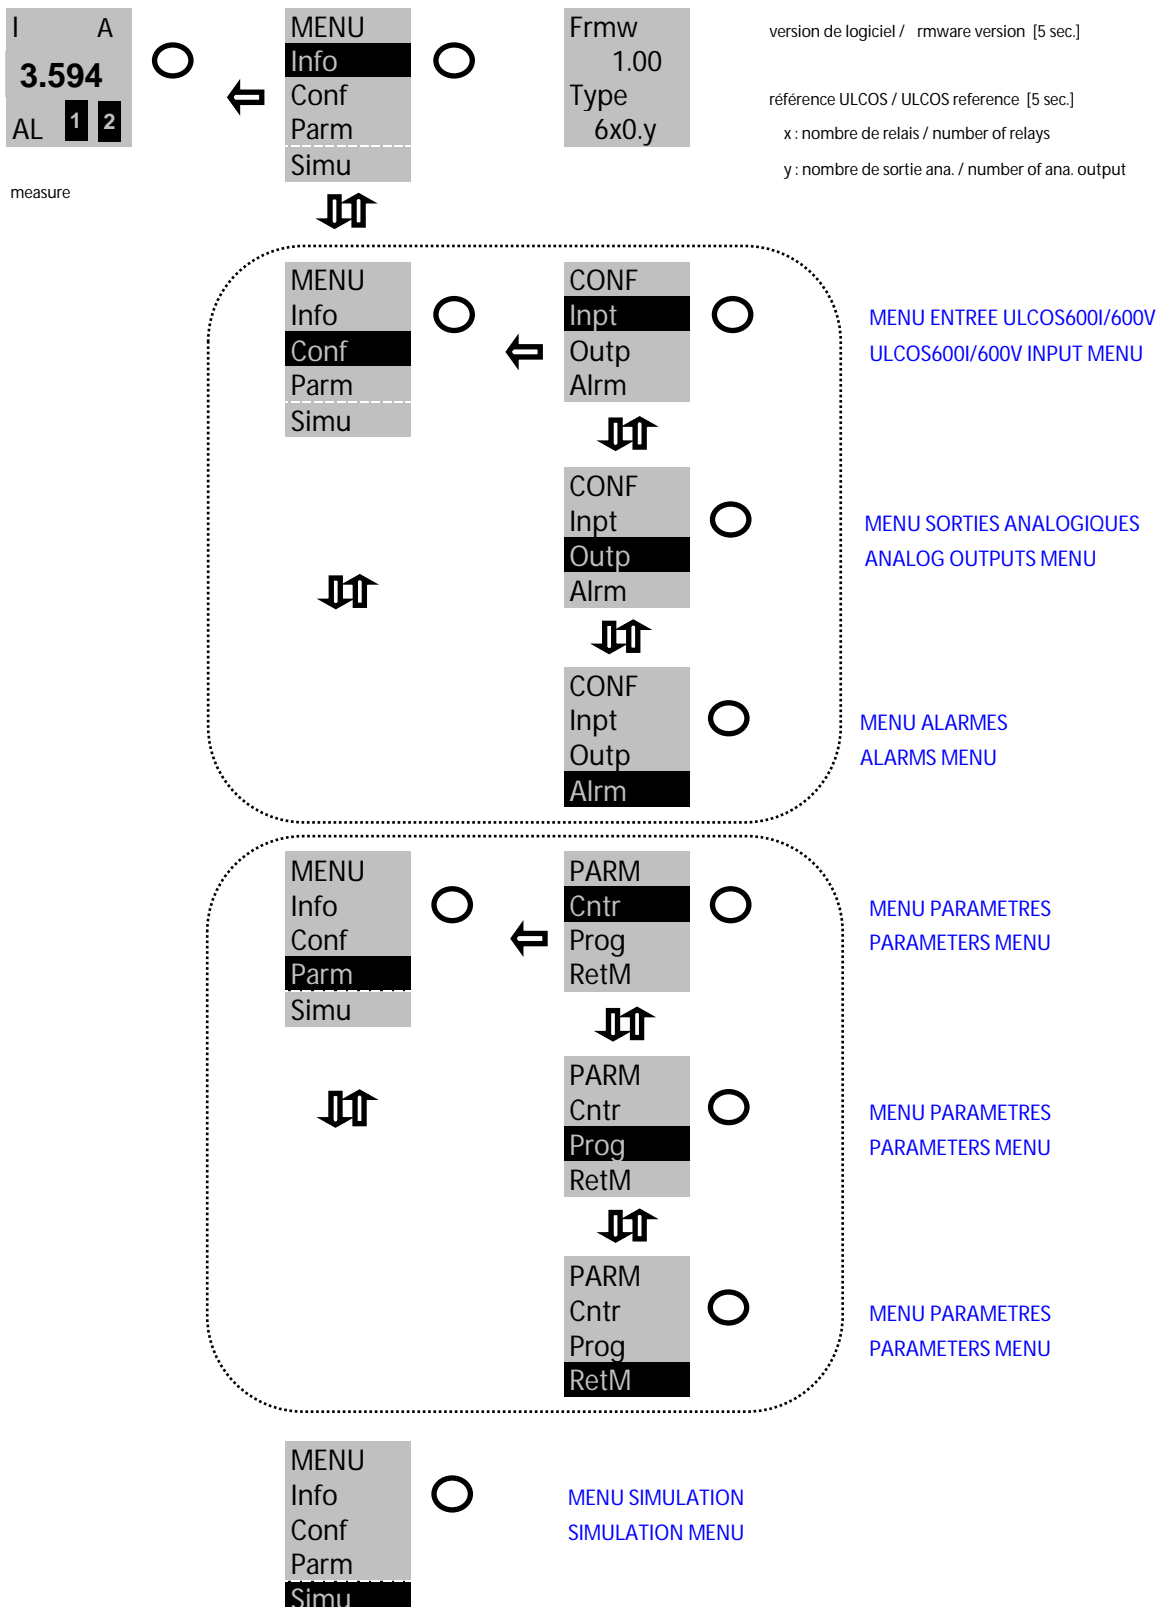 I A
3.594
AL 1 2
measure
MENU
Info
Conf
Parm
Simu
Frmw
1.00
Type
6x0.y
version de logiciel / rmware version [5 sec.]
référence ULCOS / ULCOS reference [5 sec.]
x : nombre de relais / number of relays
y : nombre de sortie ana. / number of ana. output
MENU
Info
Conf
Parm
Simu
CONF
Inpt
Outp
Alrm
MENU ENTREE ULCOS600I/600V
ULCOS600I/600V INPUT MENU
CONF
Inpt
Outp
Alrm
MENU SORTIES ANALOGIQUES
ANALOG OUTPUTS MENU
CONF
Inpt
Outp
Alrm
MENU ALARMES
ALARMS MENU
MENU
Info
Conf
Parm
Simu
PARM
Cntr
Prog
RetM
MENU PARAMETRES
PARAMETERS MENU
PARM
Cntr
Prog
RetM
MENU PARAMETRES
PARAMETERS MENU
PARM
Cntr
Prog
RetM
MENU PARAMETRES
PARAMETERS MENU
MENU
Info
Conf
Parm
Simu
MENU SIMULATION
SIMULATION MENU